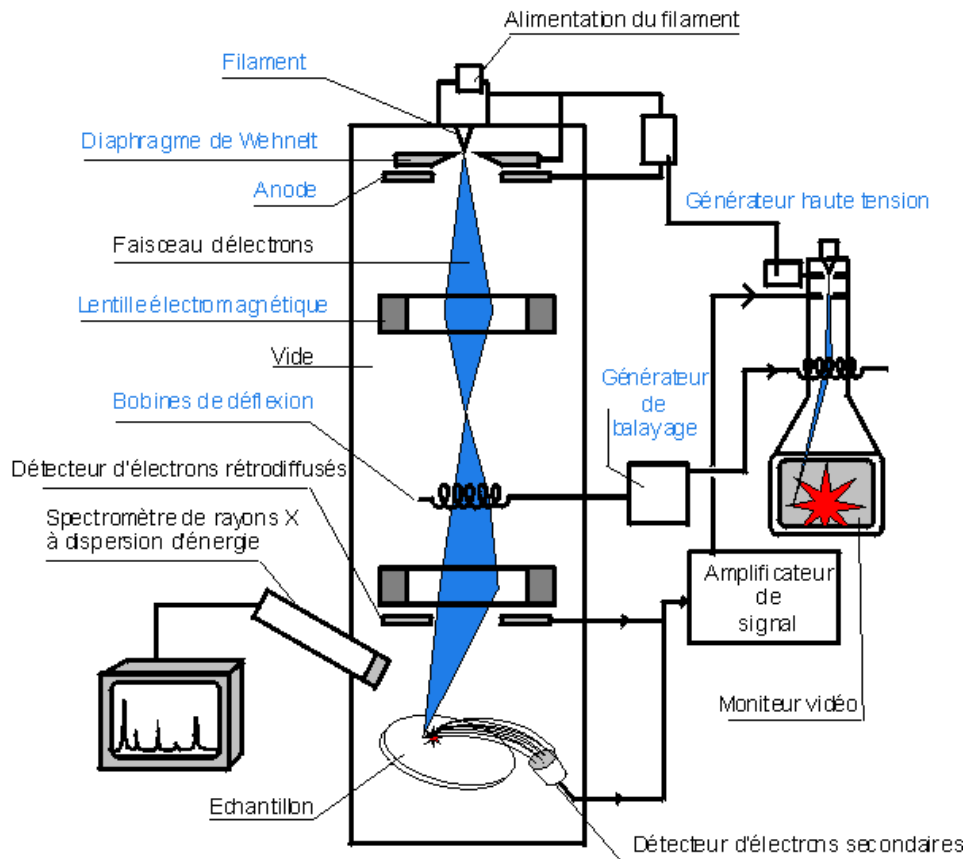 Alimentation du filament
Filament
Diaphragme de Wehnelt
Anode
Générateur haute tension
Faisceau délectrons
Lentille électromagnétique
Vide
Générateur
de
balayage
Bobines de déflexion
Détecteur d'électrons rétrodiffusés
Spectromètre de rayons X
à dispersion d'énergie
Amplificateur
de
signal
Moniteur vidéo
Echantillon
Détecteur d'électrons secondaires